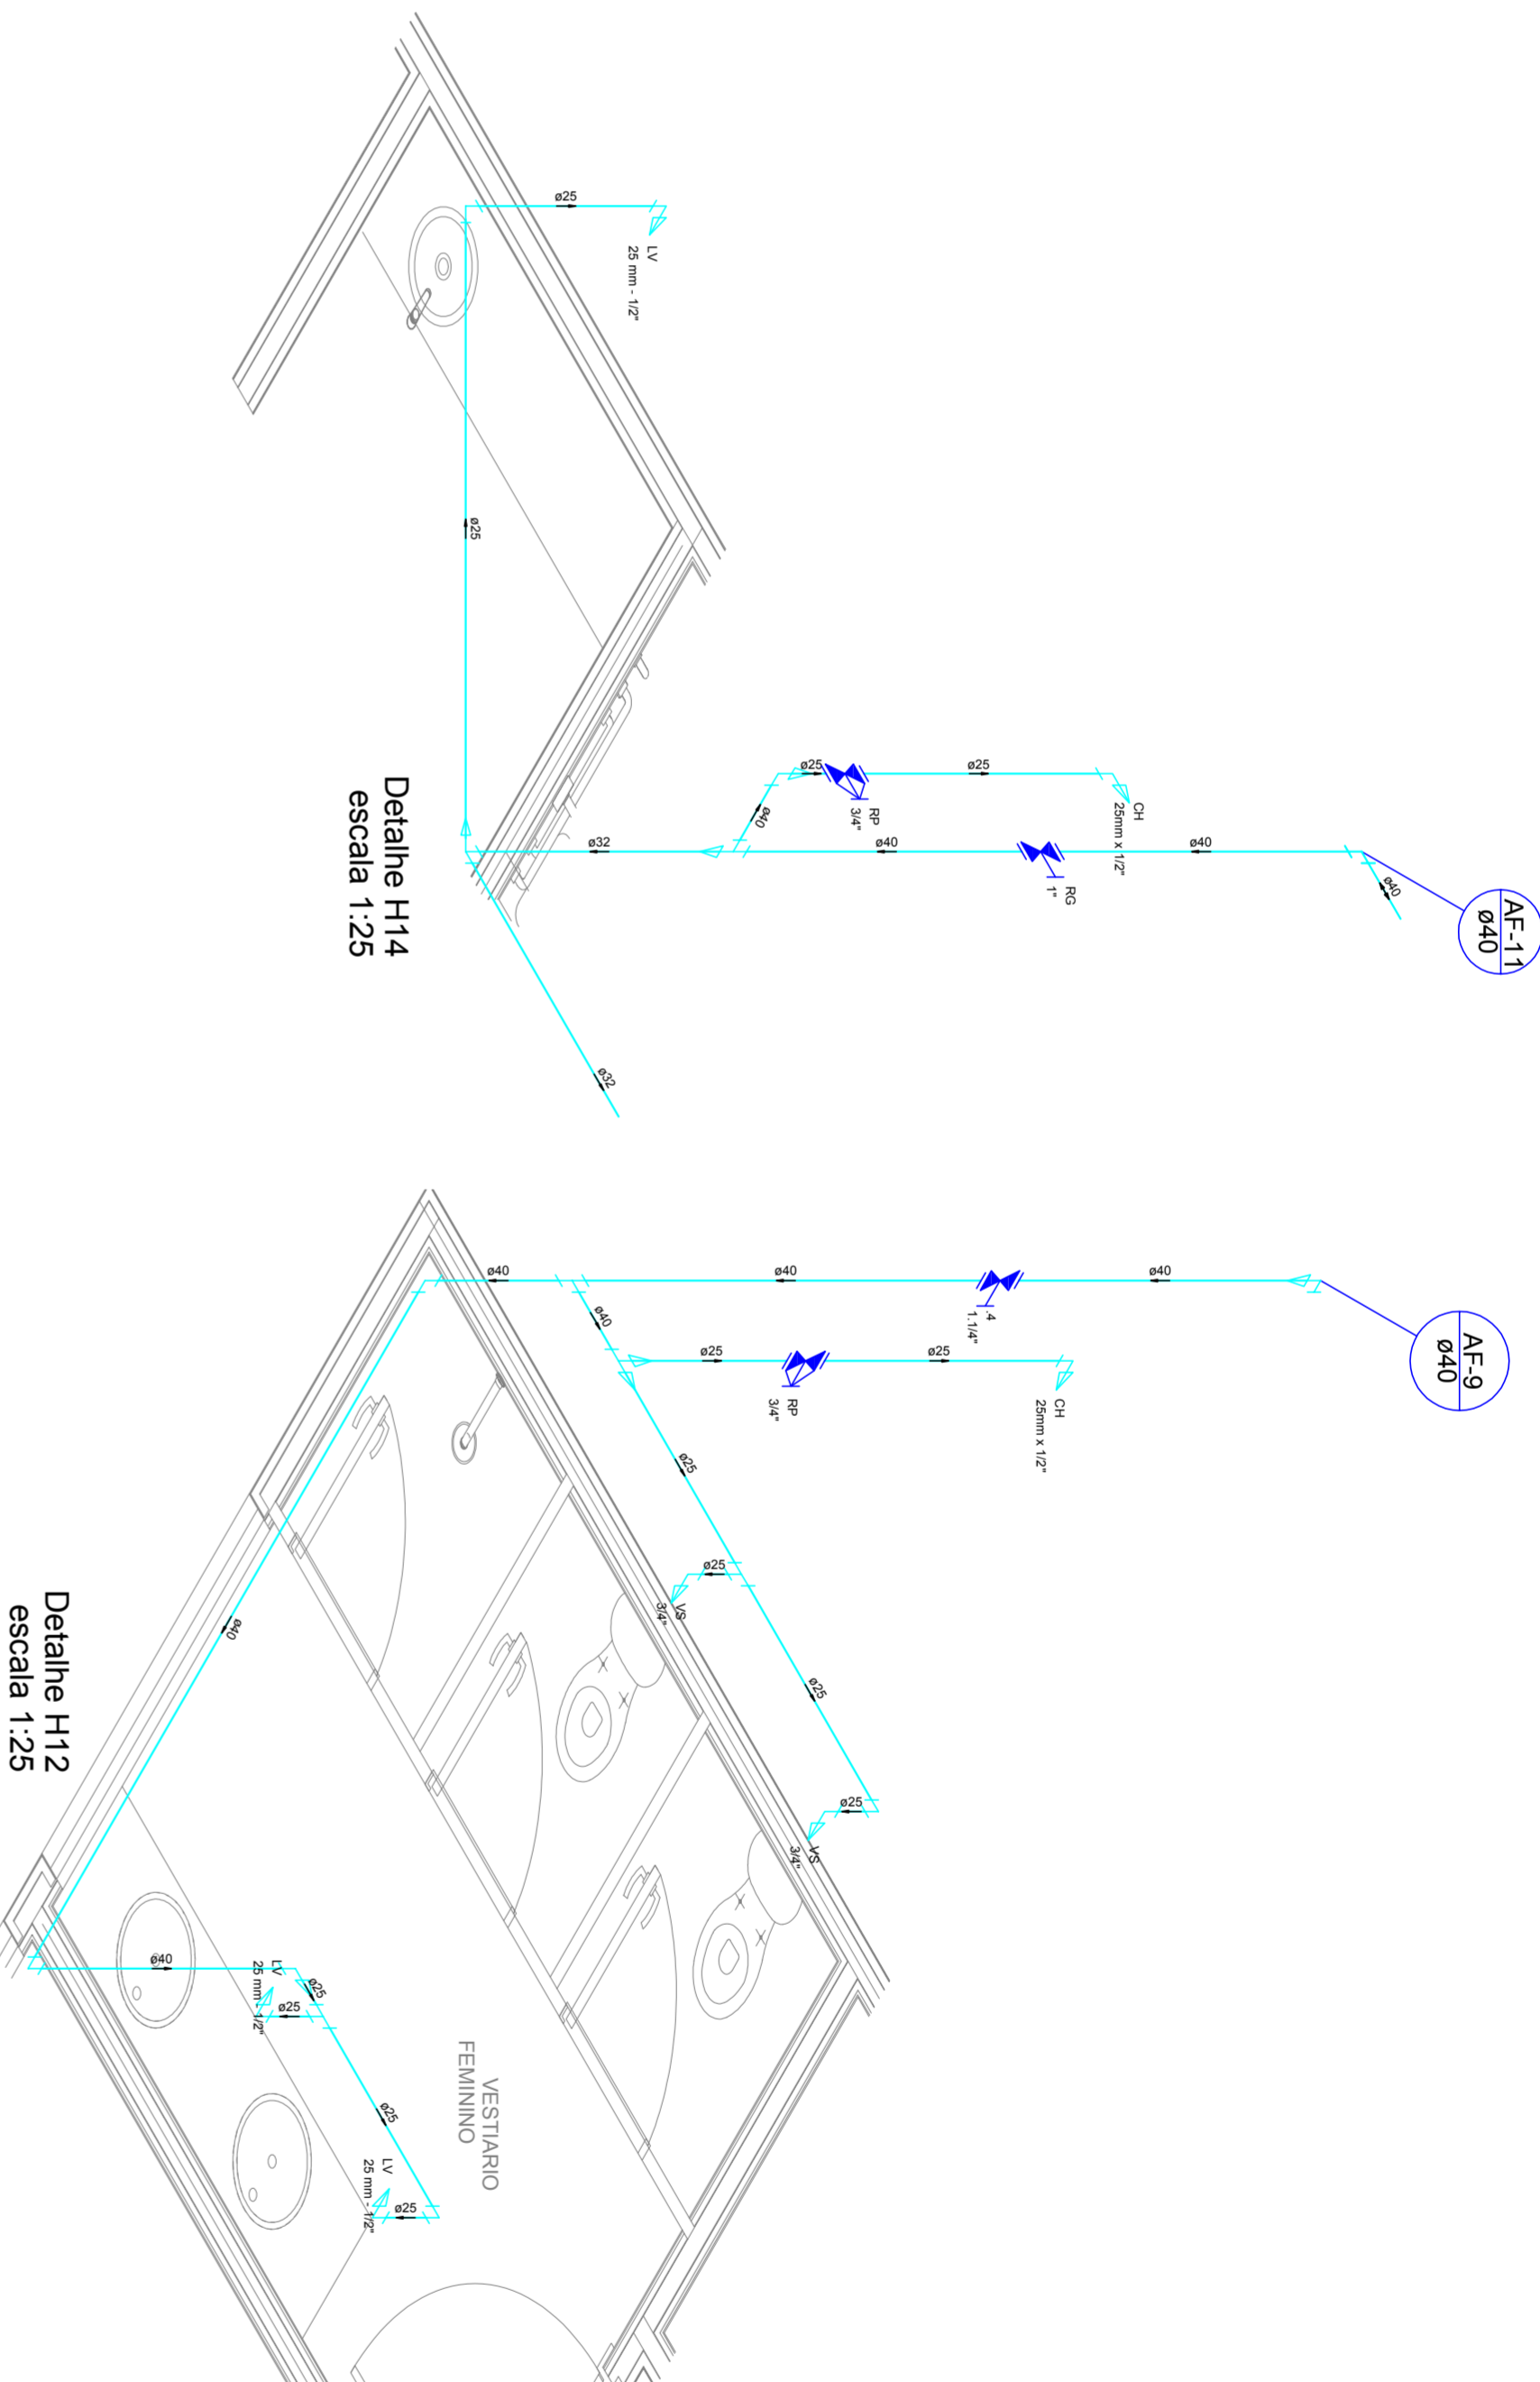 AF-11
ø40
ø40
ø40
RG
1"
ø40
CH
25mm x 1/2"
ø25
RP
3/4"
ø25
ø40
ø32
ø32
ø25
ø25
LV
25 mm - 1/2"
Detalhe H14
escala 1:25
AF-9
ø40
ø40
.4
1.1/4"
ø40
ø40
ø40
CH
25mm x 1/2"
ø25
RP
3/4"
ø25
ø25
ø25
VS
3/4"
ø25
ø25
VS
3/4"
ø40
ø40
ø25
LV
25 mm - 1/2"
ø25
ø25
LV
25 mm - 1/2"
ø25
VESTIARIO
FEMININO
Detalhe H12
escala 1:25